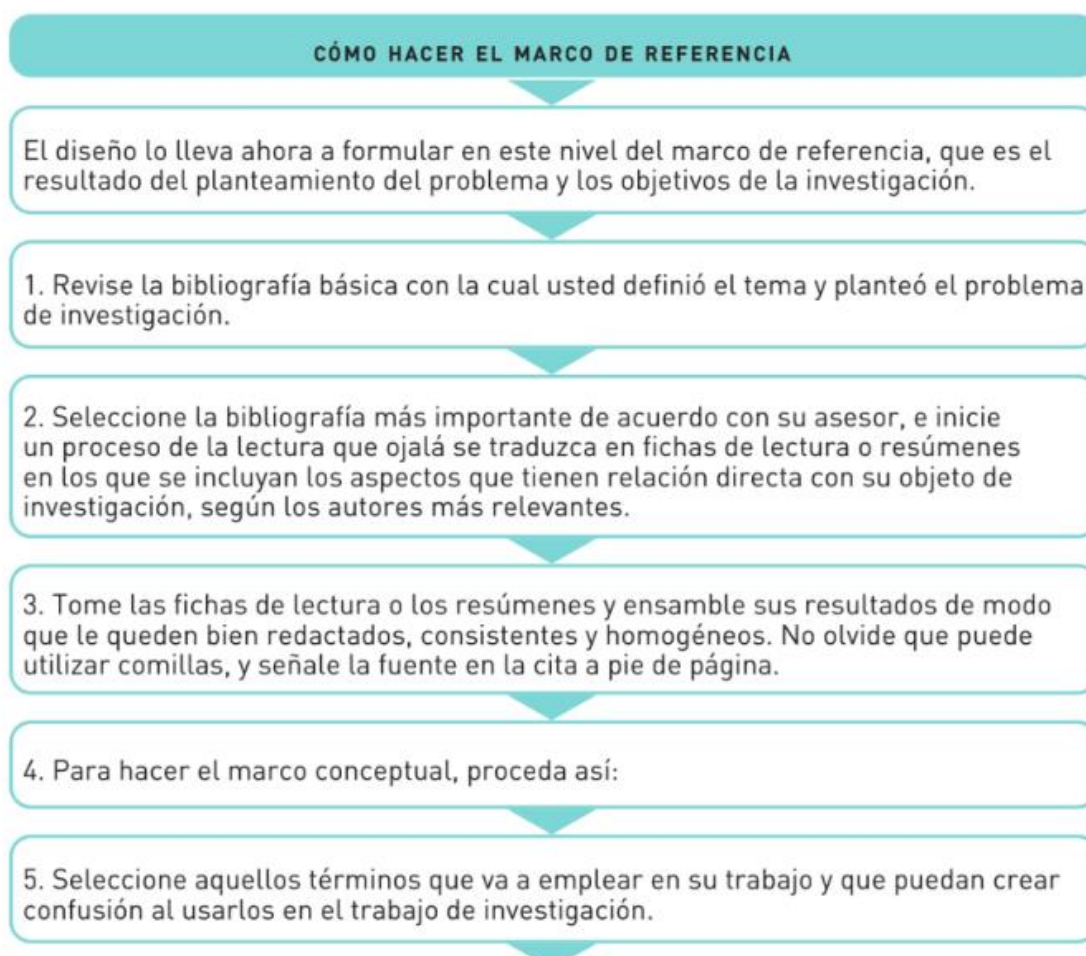 CÓMO HACER EL MARCO DE REFERENCIA
El diseño lo lleva ahora a formular en este nivel del marco de referencia, que es el
resultado del planteamiento del problema y los objetivos de la investigación.
1. Revise la bibliografía básica con la cual usted definió el tema y planteó el problema
de investigación.
2. Seleccione la bibliografía más importante de acuerdo con su asesor, e inicie
un proceso de la lectura que ojalá se traduzca en fichas de lectura o resúmenes
en los que se incluyan los aspectos que tienen relación directa con su objeto de
investigación, según los autores más relevantes.
3. Tome las fichas de lectura o los resúmenes y ensamble sus resultados de modo
que le queden bien redactados, consistentes y homogéneos. No olvide que puede
utilizar comillas, y señale la fuente en la cita a pie de página.
4. Para hacer el marco conceptual, proceda así:
5. Seleccione aquellos términos que va a emplear en su trabajo y que puedan crear
confusión al usarlos en el trabajo de investigación.